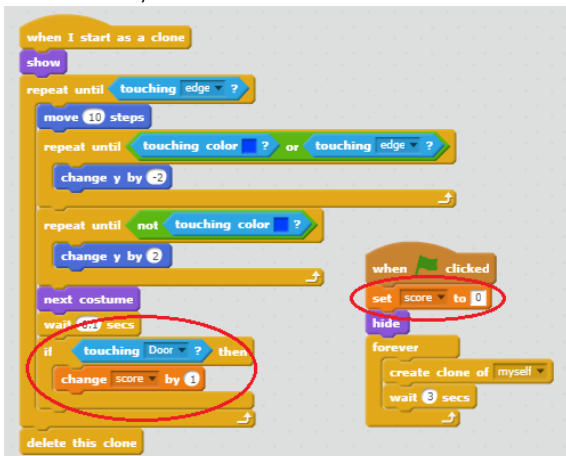 when I start as a clone
show
repeat until touching edge ?
move 10 steps
repeat until touching color ? or touching edge ?
change y by -2
repeat until not touching color ?
change y by 2
next costume
wait 0.1 secs
if touching Door ? then
change score by 1
delete this clone
when clicked
set score to 0
hide
forever
create clone of myself
wait 3 secs